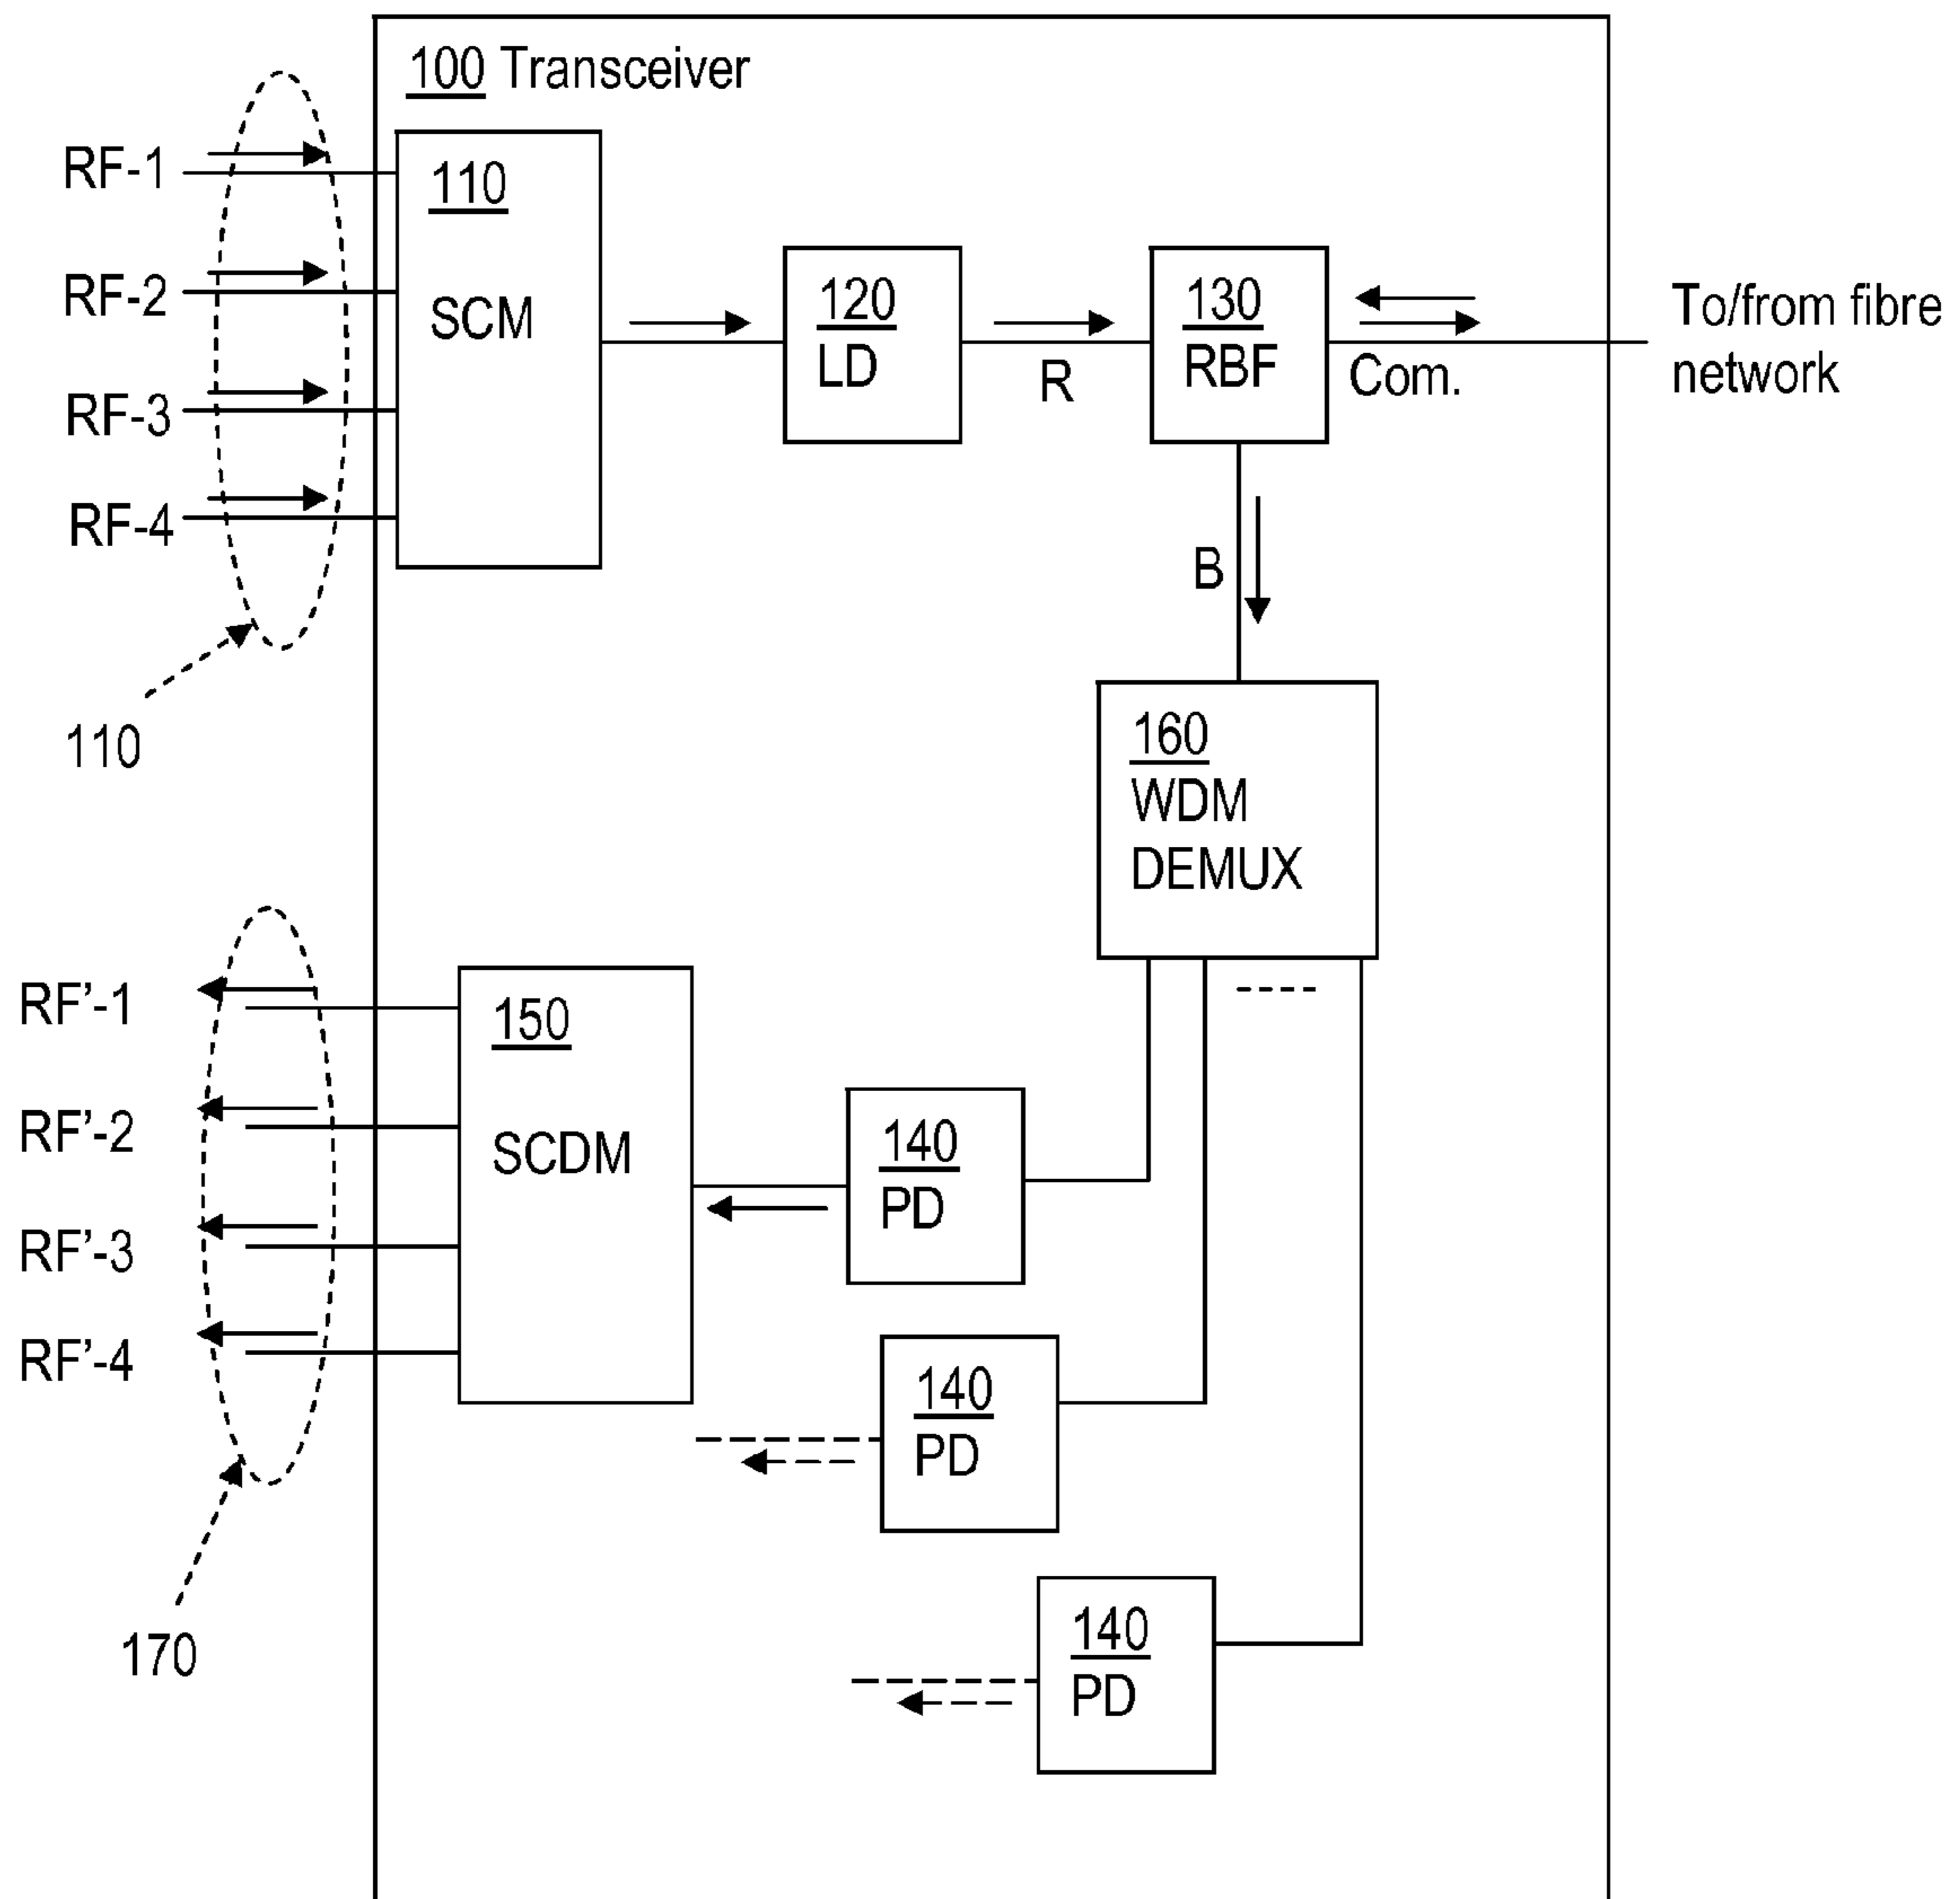 100 Transceiver
RF-1
RF-2
RF-3
RF-4
110
110
SCM
120
LD
R
130
RBF
Com.
To/from fibre
network
B
160
WDM
DEMUX
RF'-1
RF'-2
RF'-3
RF'-4
170
150
SCDM
140
PD
140
PD
140
PD